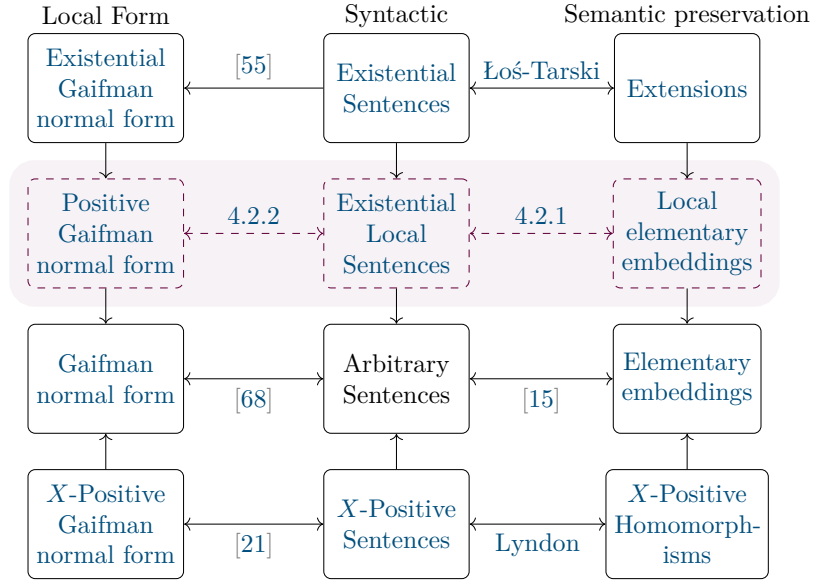 Local Form
Syntactic
Semantic preservation
Existential
Gaifman
normal form
[55]
Existential
Sentences
Łoś-Tarski
Extensions
Positive
Gaifman
normal form
4.2.2
Existential
Local
Sentences
4.2.1
Local
elementary
embeddings
Gaifman
normal form
[68]
Arbitrary
Sentences
[15]
Elementary
embeddings
X-Positive
Gaifman
normal form
[21]
X-Positive
Sentences
Lyndon
X-Positive
Homomorph-
isms